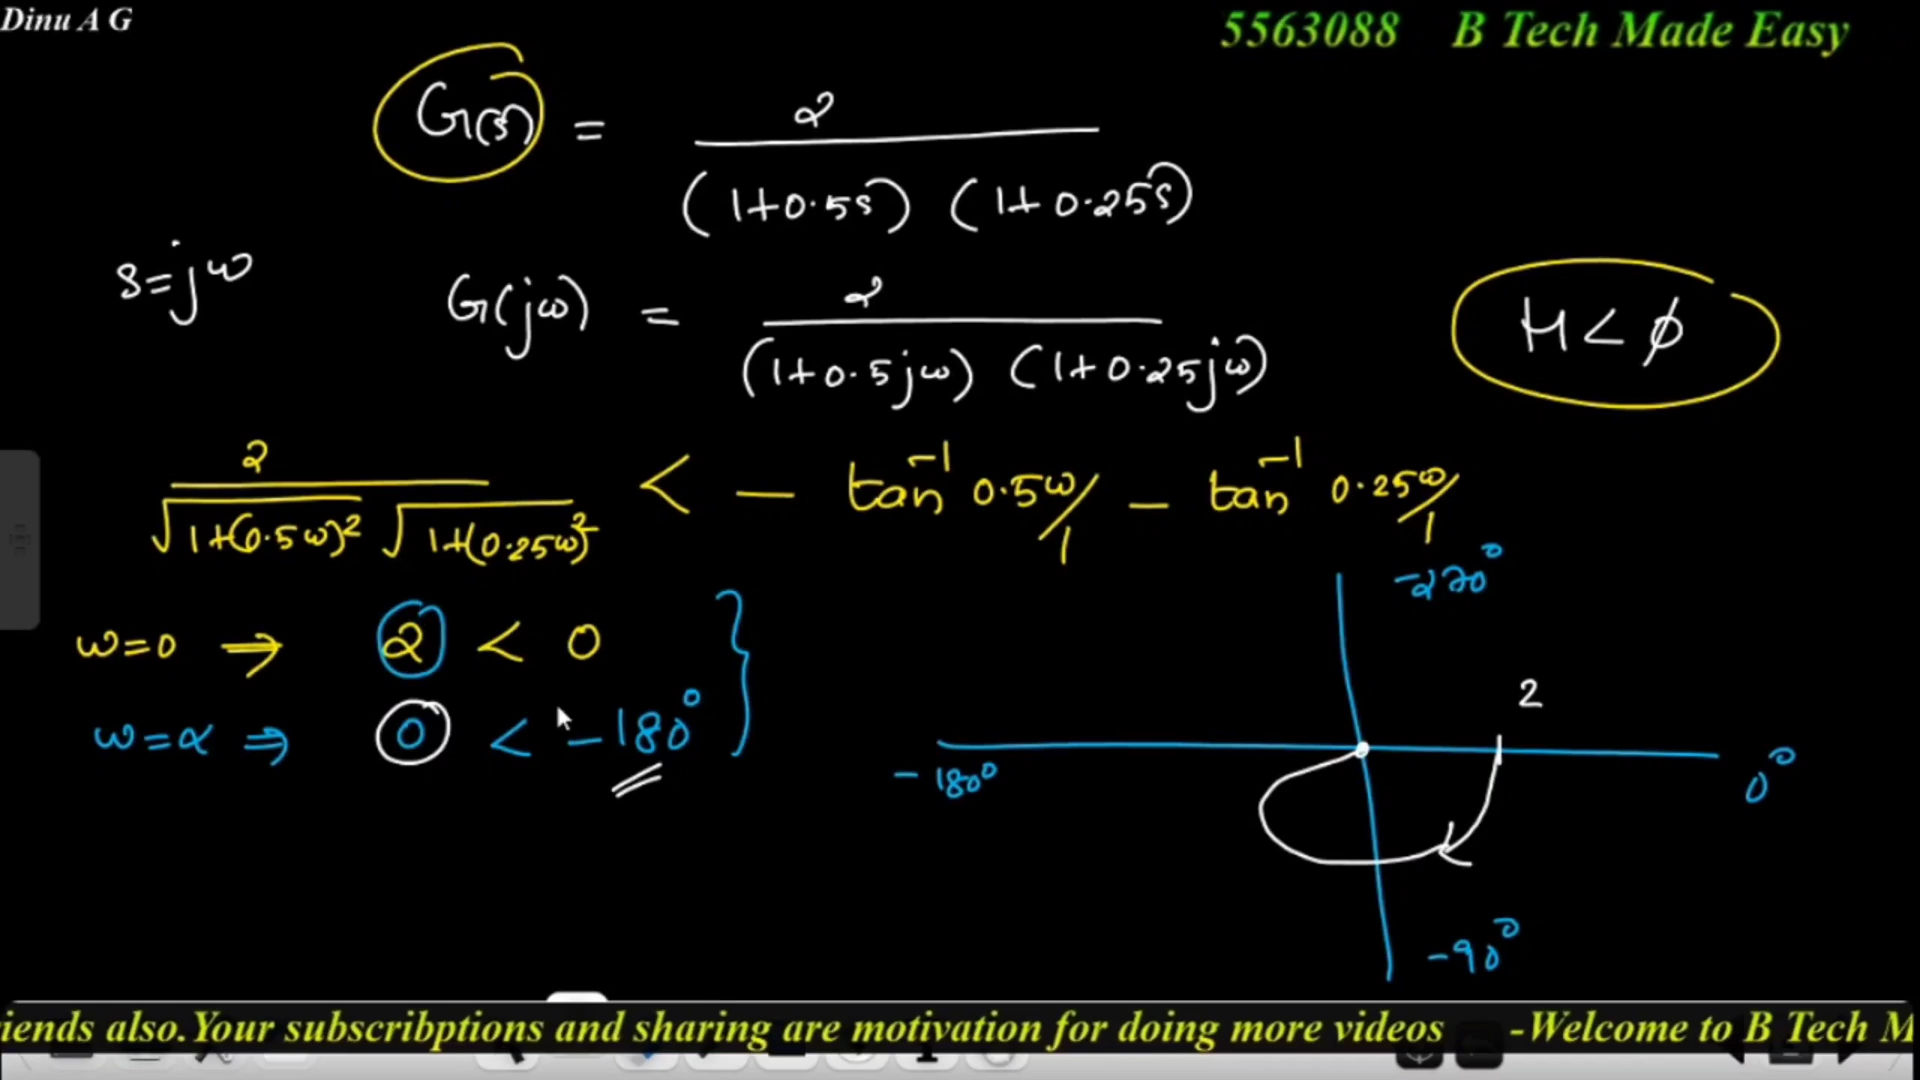 Dinu A G
5563088 B Tech Made Easy
G(s) = 2 / (1+0.5s) (1+0.25s)
s=jω
G(jω) = 2 / (1+0.5jω) (1+0.25jω)
M < ϕ
2 / √1+(0.5ω)² √1+(0.25ω)² < - tan⁻¹ 0.5ω/1 - tan⁻¹ 0.25ω/1
-270°
ω=0 ⇒ 2 < 0
2
ω=α ⇒ 0 < -180°
-180°
0°
-90°
iends also.Your subscribptions and sharing are motivation for doing more videos -Welcome to B Tech M